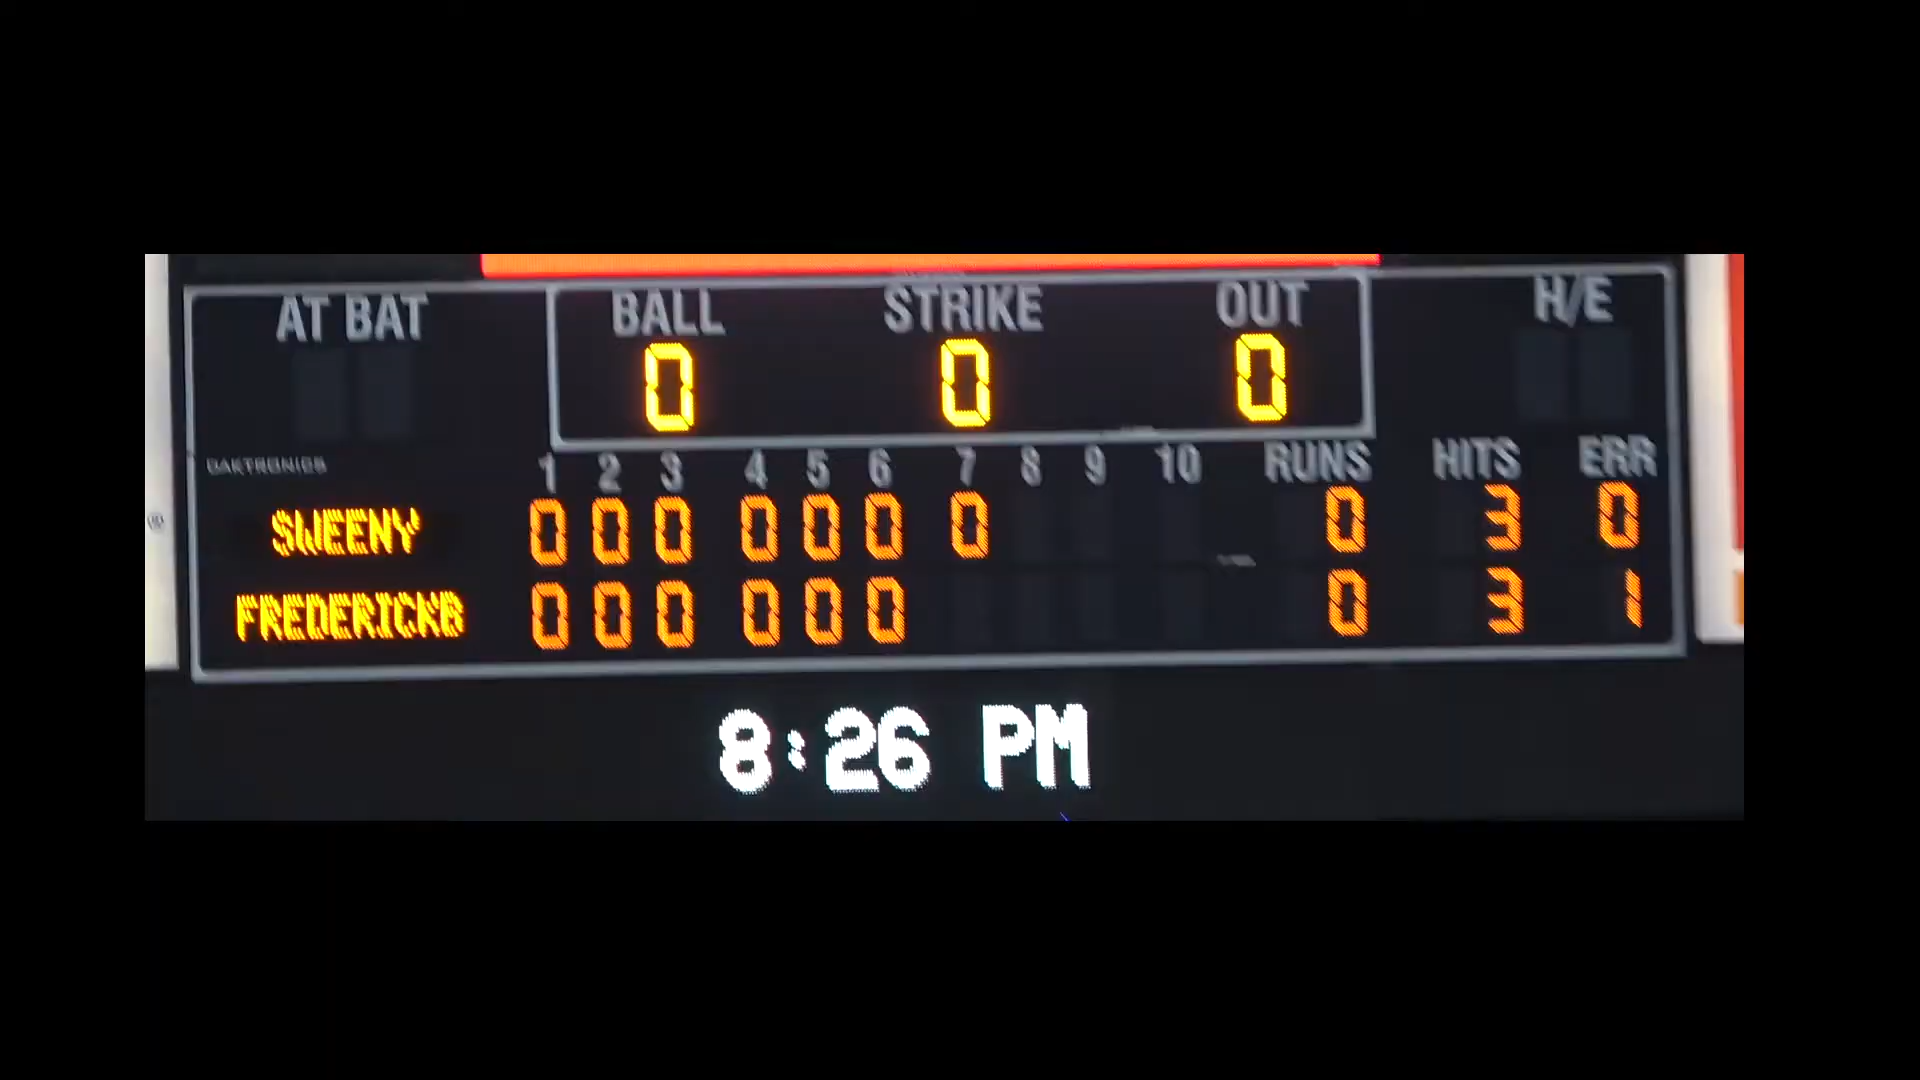 AT BAT BALL STRIKE OUT H/E
0 0 0
DAKTRONICS 1 2 3 4 5 6 7 8 9 10 RUNS HITS ERR
SWEENY 0 0 0 0 0 0 0 0 3 0
FREDERICKB 0 0 0 0 0 0 0 3 1
8:26 PM